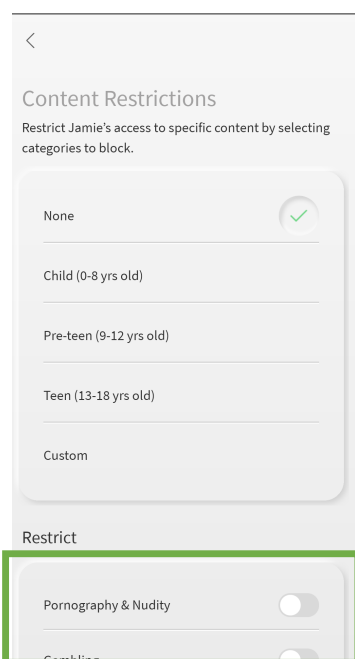 Content Restrictions
Restrict Jamie's access to specific content by selecting
categories to block.
None
Child (0-8 yrs old)
Pre-teen (9-12 yrs old)
Teen (13-18 yrs old)
Custom
Restrict
Pornography & Nudity
Gambling